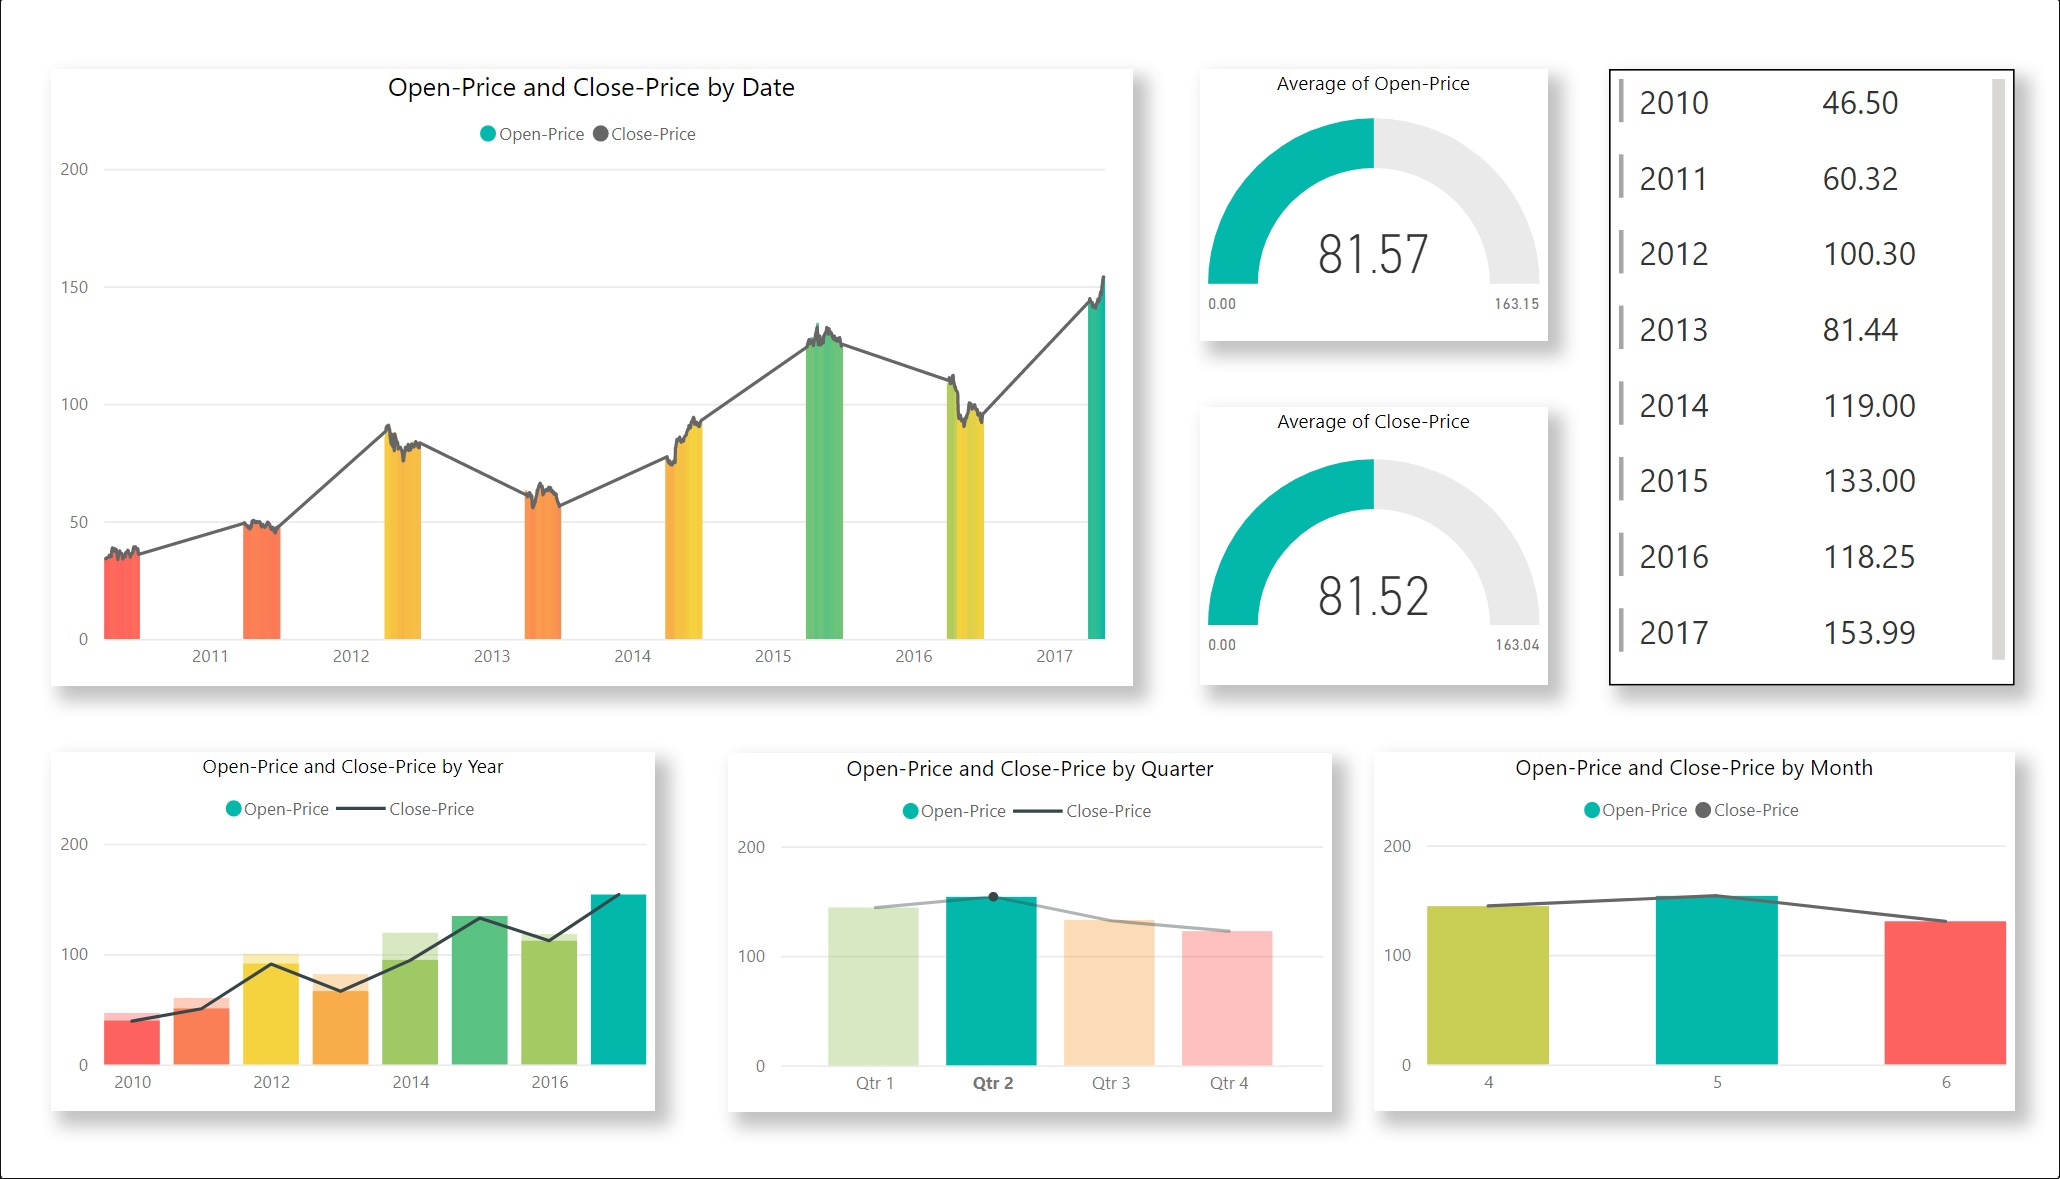 Open-Price and Close-Price by Date
Open-Price Close-Price
200
150
100
50
0
2011 2012 2013 2014 2015 2016 2017
Average of Open-Price
81.57
0.00 163.15
Average of Close-Price
81.52
0.00 163.04
2010 46.50
2011 60.32
2012 100.30
2013 81.44
2014 119.00
2015 133.00
2016 118.25
2017 153.99
Open-Price and Close-Price by Year
Open-Price Close-Price
200
100
0
2010 2012 2014 2016
Open-Price and Close-Price by Quarter
Open-Price Close-Price
200
100
0
Qtr 1 Qtr 2 Qtr 3 Qtr 4
Open-Price and Close-Price by Month
Open-Price Close-Price
200
100
0
4 5 6